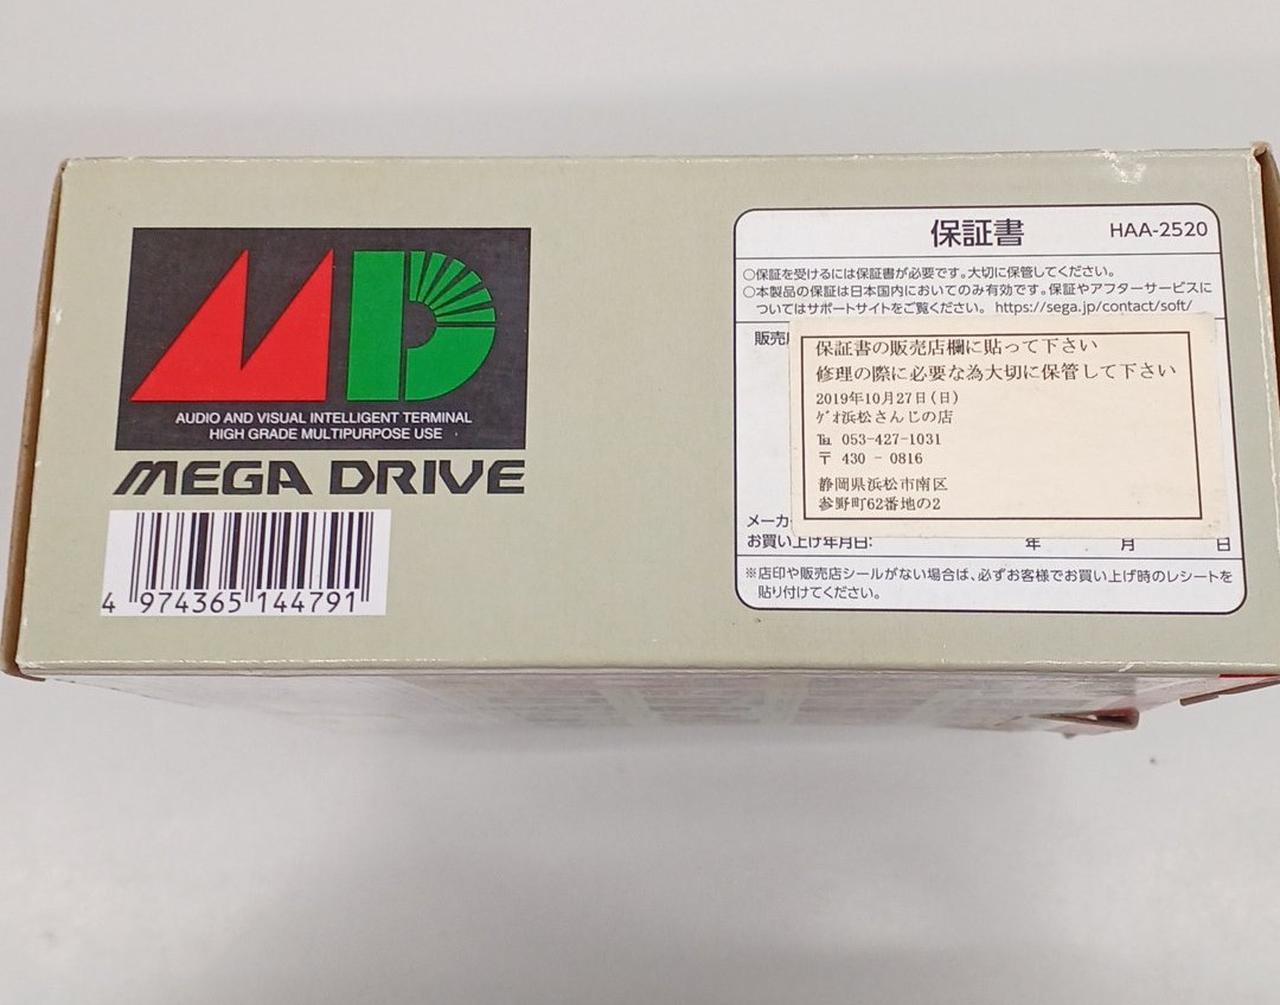 MD
AUDIO AND VISUAL INTELLIGENT TERMINAL
HIGH GRADE MULTIPURPOSE USE
MEGA DRIVE
4 974365 144791
保証書 HAA-2520
○保証を受けるには保証書が必要です。大切に保管してください。
○本製品の保証は日本国内においてのみ有効です。保証やアフターサービスに
ついてはサポートサイトをご覧ください。 https://sega.jp/contact/soft/
販売
保証書の販売店欄に貼って下さい
修理の際に必要な為大切に保管して下さい
2019年10月27日(日)
ゲオ浜松さんじの店
℡ 053-427-1031
〒 430 - 0816
静岡県浜松市南区
参野町62番地の2
メーカ
お買い上げ年月日: 年 月 日
※店印や販売店シールがない場合は、必ずお客様でお買い上げ時のレシートを
貼り付けてください。